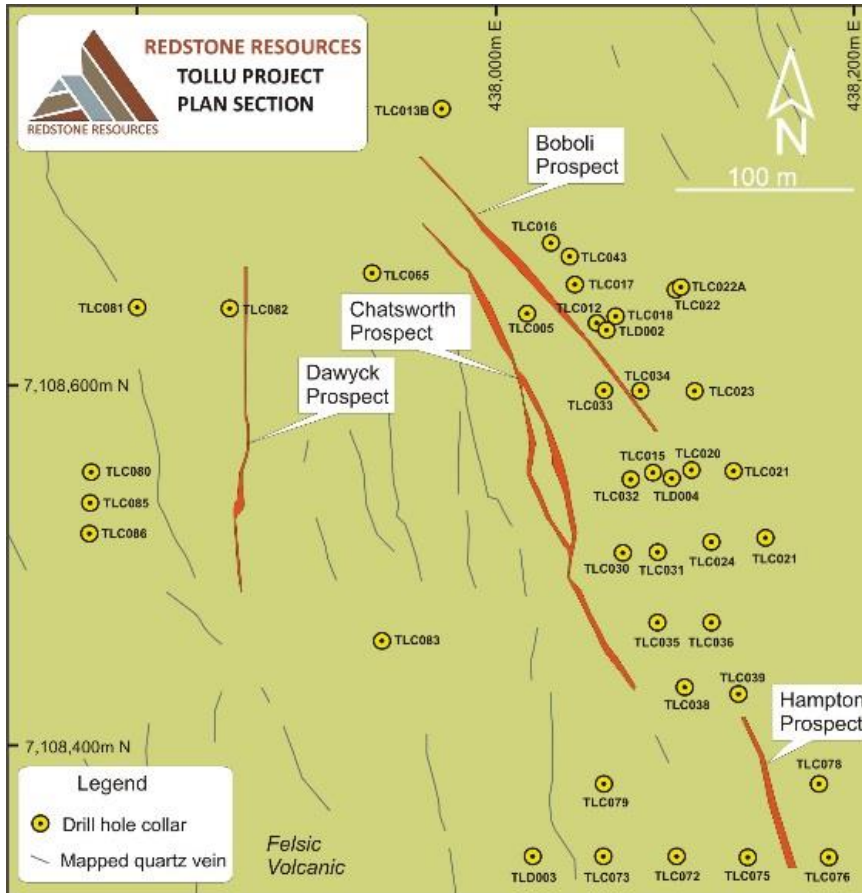 REDSTONE RESOURCES
TOLLU PROJECT
PLAN SECTION
REDSTONE RESOURCES
438,000m E
438,200m E
N
100 m
TLC013B
Boboli
Prospect
TLC016
TLC043
TLC065
TLC017
TLC022A
TLC022
TLC081
TLC082
Chatsworth
Prospect
TLC005
TLC012
TLC018
TLD002
Dawyck
Prospect
7,108,600m N
TLC034
TLC033
TLC023
TLC080
TLC085
TLC086
TLC015
TLC020
TLC021
TLC032
TLD004
TLC030
TLC031
TLC024
TLC021
TLC083
TLC035
TLC036
TLC039
TLC038
Hampton
Prospect
7,108,400m N
TLC078
TLC079
Legend
Drill hole collar
Mapped quartz vein
Felsic
Volcanic
TLD003
TLC073
TLC072
TLC075
TLC076